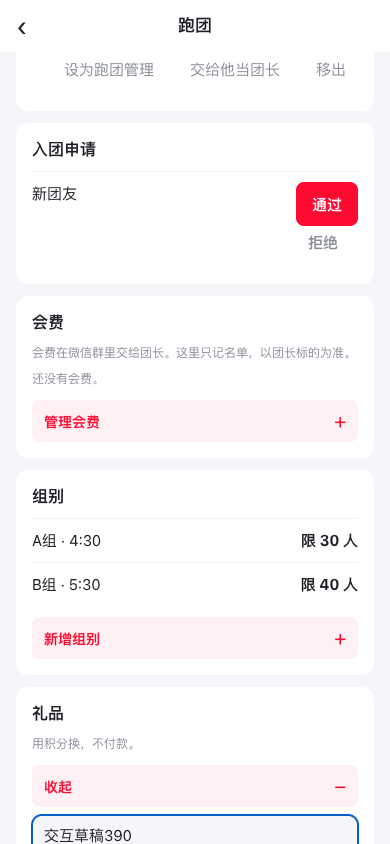 ‹ 跑团
设为跑团管理 交给他当团长 移出
入团申请
新团友 通过
拒绝
会费
会费在微信群里交给团长。这里只记名单，以团长标的为准。
还没有会费。
管理会费 +
组别
A组 · 4:30 限 30 人
B组 · 5:30 限 40 人
新增组别 +
礼品
用积分换，不付款。
收起 −
交互草稿390